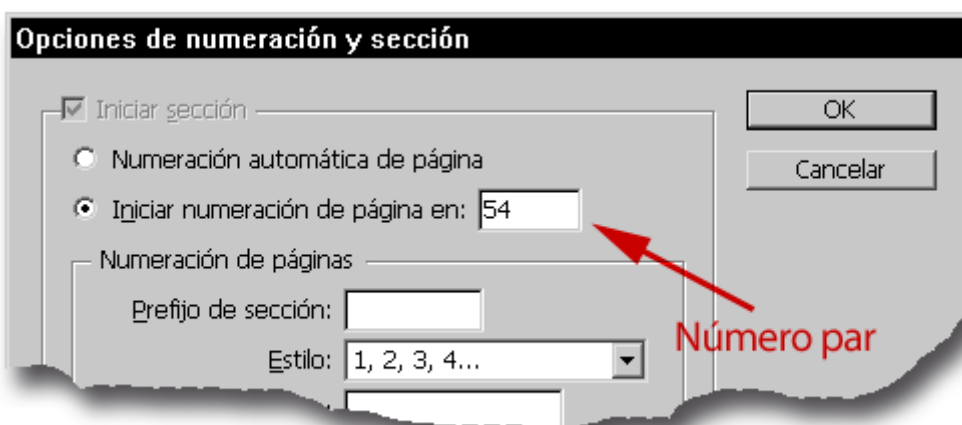 Opciones de numeración y sección
Iniciar sección
OK
Numeración automática de página
Cancelar
Iniciar numeración de página en: 54
Numeración de páginas
Prefijo de sección:
Número par
Estilo: 1, 2, 3, 4...